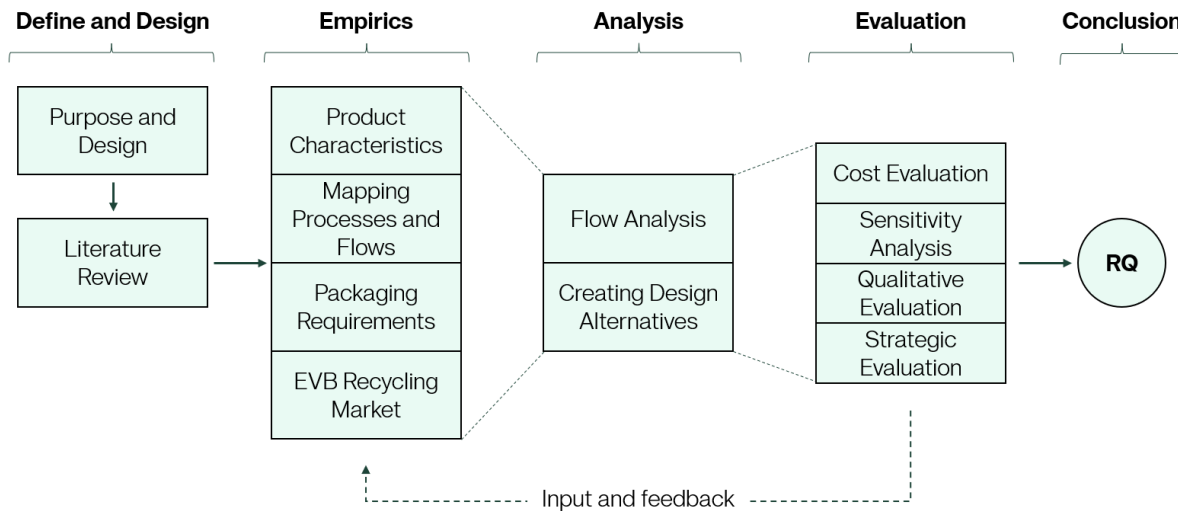 Define and Design
Empirics
Analysis
Evaluation
Conclusion
Purpose and
Design
Literature
Review
Product
Characteristics
Mapping
Processes and
Flows
Packaging
Requirements
EVB Recycling
Market
Flow Analysis
Creating Design
Alternatives
Cost Evaluation
Sensitivity
Analysis
Qualitative
Evaluation
Strategic
Evaluation
RQ
Input and feedback